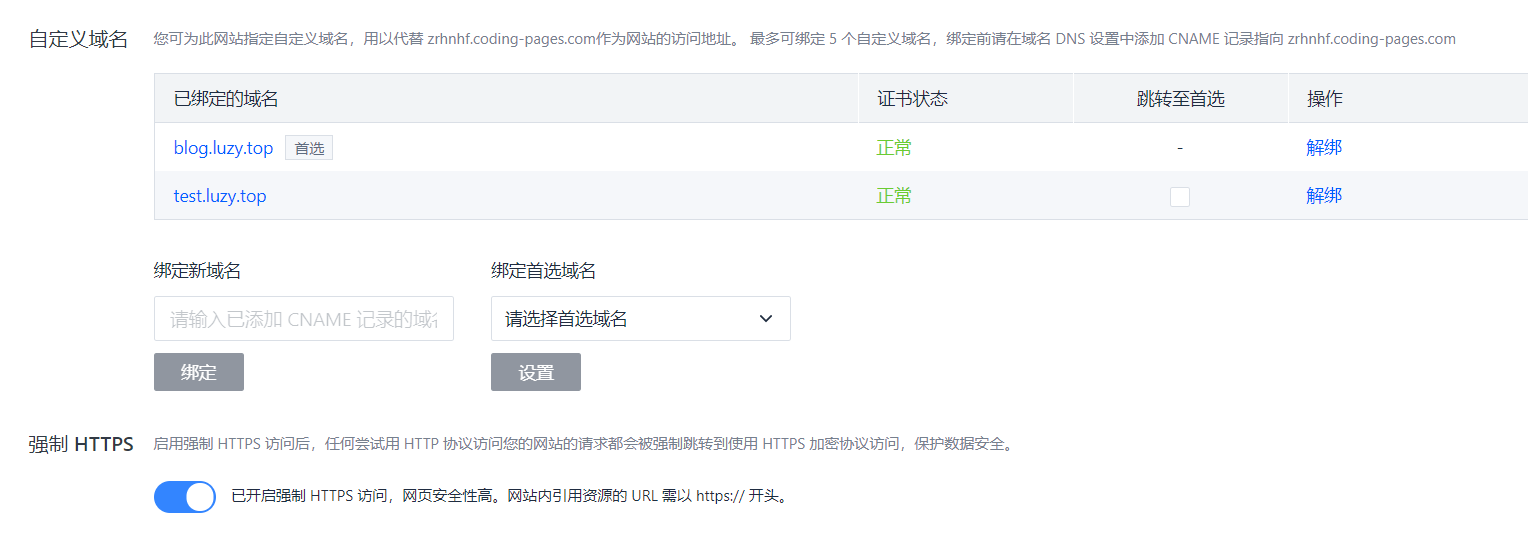 自定义域名 您可为此网站指定自定义域名，用以代替 zrhnhf.coding-pages.com作为网站的访问地址。 最多可绑定 5 个自定义域名，绑定前请在域名 DNS 设置中添加 CNAME 记录指向 zrhnhf.coding-pages.com
已绑定的域名 证书状态 跳转至首选 操作
blog.luzy.top 首选 正常 - 解绑
test.luzy.top 正常 解绑
绑定新域名 绑定首选域名
请输入已添加 CNAME 记录的域名 请选择首选域名
绑定 设置
强制 HTTPS 启用强制 HTTPS 访问后，任何尝试用 HTTP 协议访问您的网站的请求都会被强制跳转到使用 HTTPS 加密协议访问，保护数据安全。
已开启强制 HTTPS 访问，网页安全性高。网站内引用资源的 URL 需以 https:// 开头。